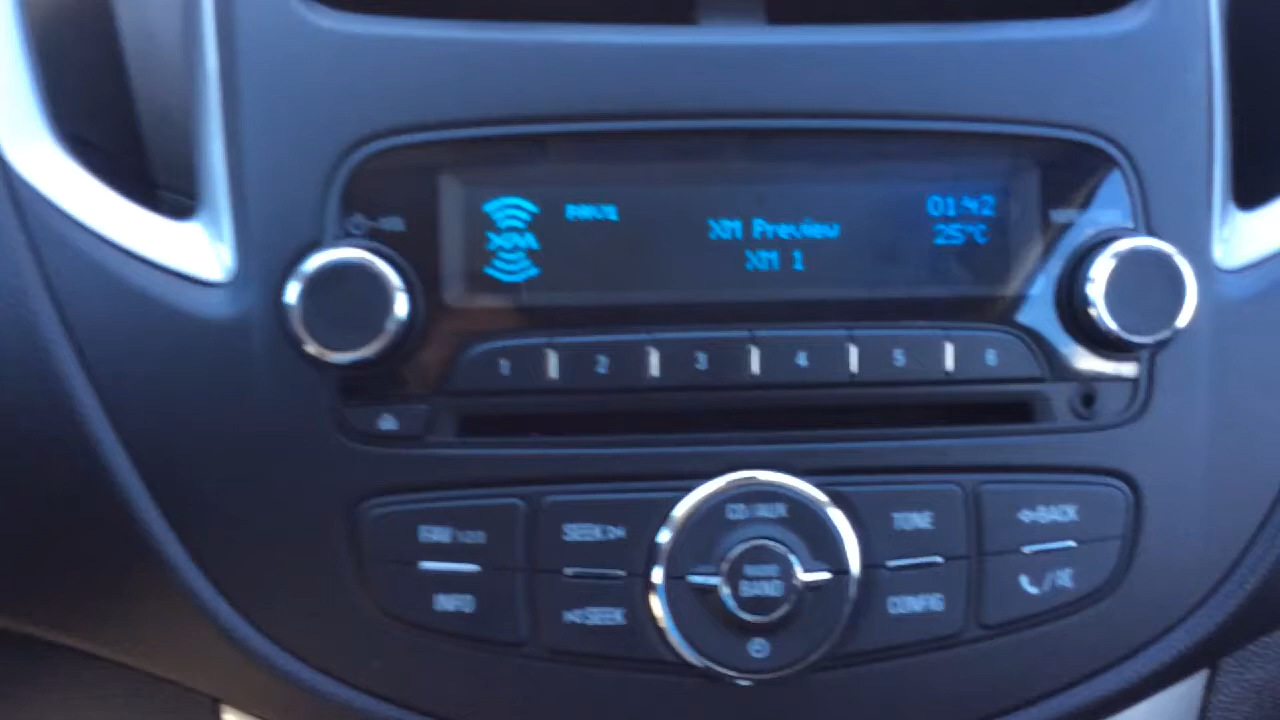 XM
XM Preview
XM 1
01:42
25°C
1 2 3 4 5 6
FAV
INFO
SEEK
SEEK
CD/AUX
BAND
TONE
CONFIG
BACK